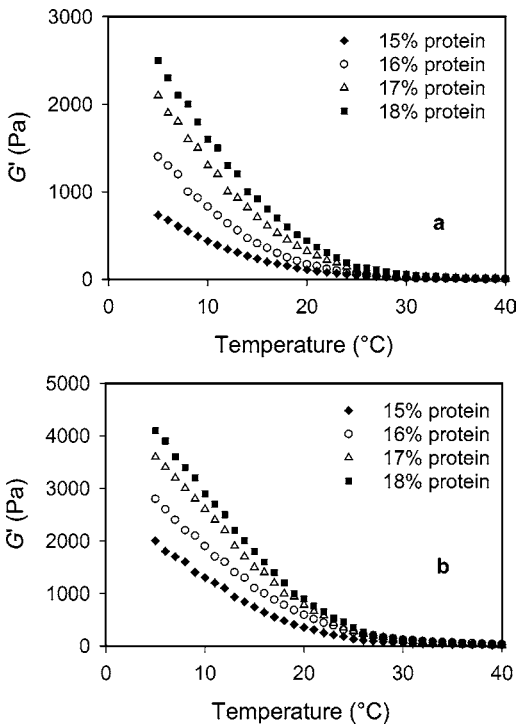 3000
2000
1000
0
G' (Pa)
15% protein
16% protein
17% protein
18% protein
a
0 10 20 30 40
Temperature (°C)
5000
4000
3000
2000
1000
0
G' (Pa)
15% protein
16% protein
17% protein
18% protein
b
0 10 20 30 40
Temperature (°C)